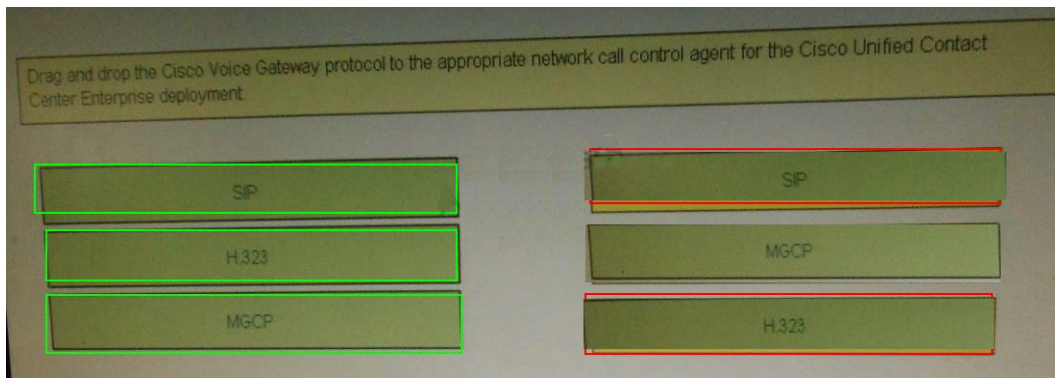 Drag and drop the Cisco Voice Gateway protocol to the appropriate network call control agent for the Cisco Unified Contact
Center Enterprise deployment.
SIP
H.323
MGCP
SIP
MGCP
H.323